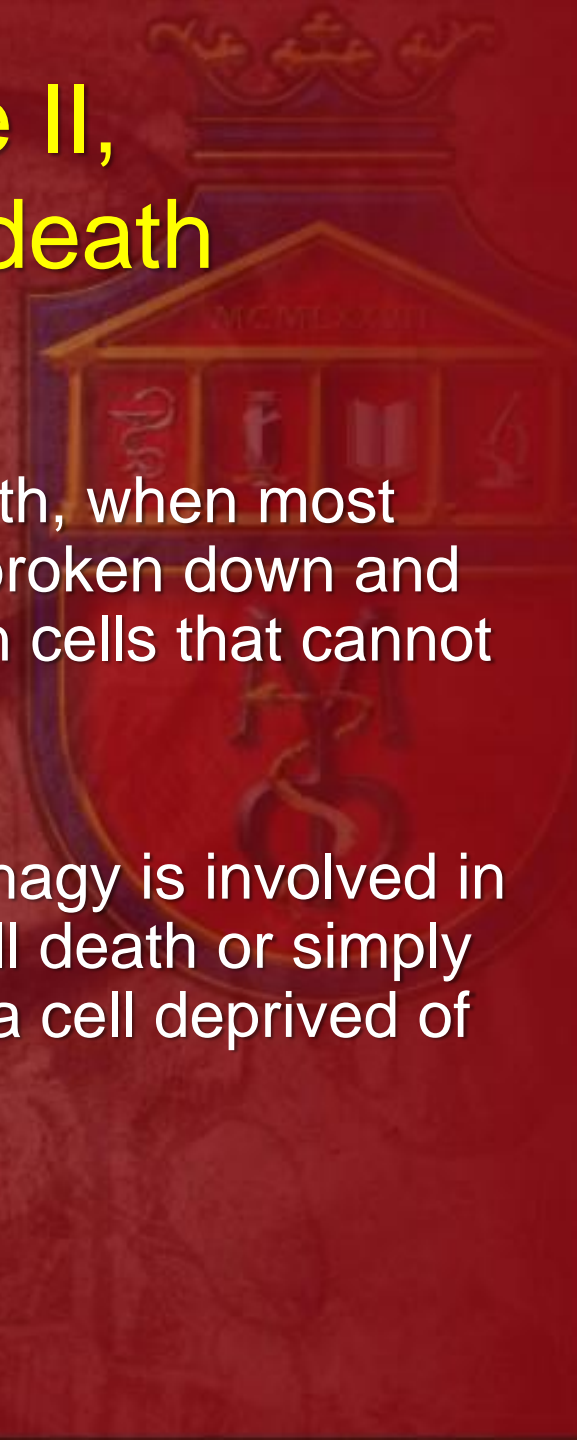 e II,
death
MCMLXXVII
th, when most
broken down and
n cells that cannot
hagy is involved in
ll death or simply
a cell deprived of